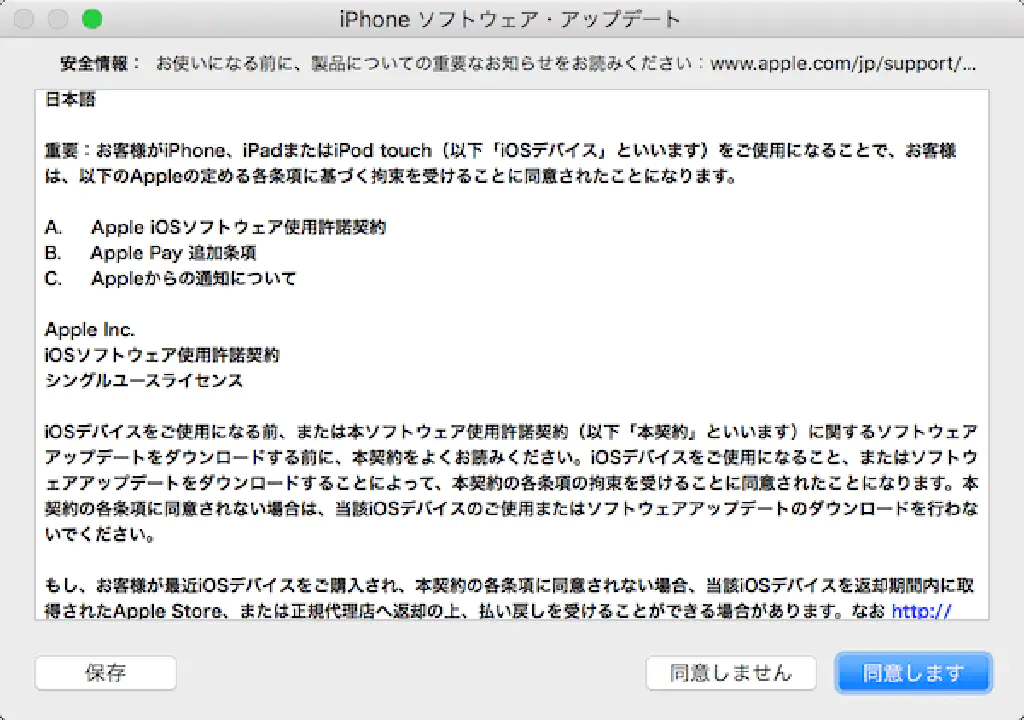 iPhone ソフトウェア・アップデート
安全情報： お使いになる前に、製品についての重要なお知らせをお読みください：www.apple.com/jp/support/...
日本語
重要：お客様がiPhone、iPadまたはiPod touch（以下「iOSデバイス」といいます）をご使用になることで、お客様
は、以下のAppleの定める各条項に基づく拘束を受けることに同意されたことになります。
A. Apple iOSソフトウェア使用許諾契約
B. Apple Pay 追加条項
C. Appleからの通知について
Apple Inc.
iOSソフトウェア使用許諾契約
シングルユースライセンス
iOSデバイスをご使用になる前、または本ソフトウェア使用許諾契約（以下「本契約」といいます）に関するソフトウェア
アップデートをダウンロードする前に、本契約をよくお読みください。iOSデバイスをご使用になること、またはソフトウ
ェアアップデートをダウンロードすることによって、本契約の各条項の拘束を受けることに同意されたことになります。本
契約の各条項に同意されない場合は、当該iOSデバイスのご使用またはソフトウェアアップデートのダウンロードを行わな
いでください。
もし、お客様が最近iOSデバイスをご購入され、本契約の各条項に同意されない場合、当該iOSデバイスを返却期間内に取
得されたApple Store、または正規代理店へ返却の上、払い戻しを受けることができる場合があります。なお http://
保存
同意しません
同意します